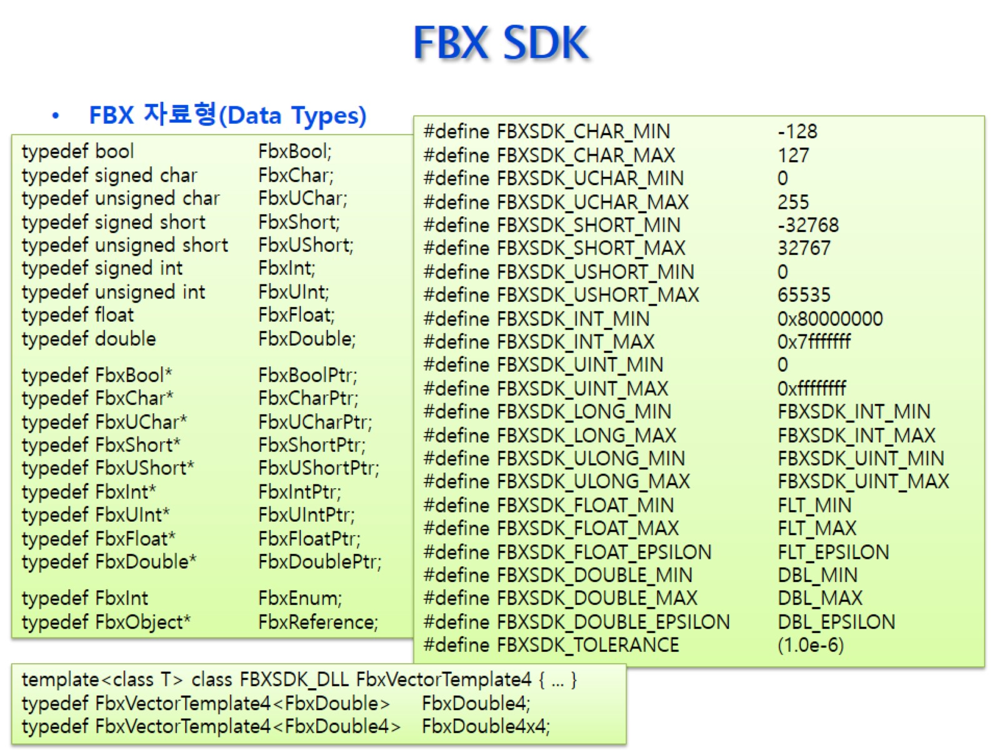 FBX SDK
• FBX 자료형(Data Types)
typedef bool FbxBool;
typedef signed char FbxChar;
typedef unsigned char FbxUChar;
typedef signed short FbxShort;
typedef unsigned short FbxUShort;
typedef signed int FbxInt;
typedef unsigned int FbxUInt;
typedef float FbxFloat;
typedef double FbxDouble;
typedef FbxBool* FbxBoolPtr;
typedef FbxChar* FbxCharPtr;
typedef FbxUChar* FbxUCharPtr;
typedef FbxShort* FbxShortPtr;
typedef FbxUShort* FbxUShortPtr;
typedef FbxInt* FbxIntPtr;
typedef FbxUInt* FbxUIntPtr;
typedef FbxFloat* FbxFloatPtr;
typedef FbxDouble* FbxDoublePtr;
typedef FbxInt FbxEnum;
typedef FbxObject* FbxReference;
#define FBXSDK_CHAR_MIN -128
#define FBXSDK_CHAR_MAX 127
#define FBXSDK_UCHAR_MIN 0
#define FBXSDK_UCHAR_MAX 255
#define FBXSDK_SHORT_MIN -32768
#define FBXSDK_SHORT_MAX 32767
#define FBXSDK_USHORT_MIN 0
#define FBXSDK_USHORT_MAX 65535
#define FBXSDK_INT_MIN 0x80000000
#define FBXSDK_INT_MAX 0x7fffffff
#define FBXSDK_UINT_MIN 0
#define FBXSDK_UINT_MAX 0xffffffff
#define FBXSDK_LONG_MIN FBXSDK_INT_MIN
#define FBXSDK_LONG_MAX FBXSDK_INT_MAX
#define FBXSDK_ULONG_MIN FBXSDK_UINT_MIN
#define FBXSDK_ULONG_MAX FBXSDK_UINT_MAX
#define FBXSDK_FLOAT_MIN FLT_MIN
#define FBXSDK_FLOAT_MAX FLT_MAX
#define FBXSDK_FLOAT_EPSILON FLT_EPSILON
#define FBXSDK_DOUBLE_MIN DBL_MIN
#define FBXSDK_DOUBLE_MAX DBL_MAX
#define FBXSDK_DOUBLE_EPSILON DBL_EPSILON
#define FBXSDK_TOLERANCE (1.0e-6)
template<class T> class FBXSDK_DLL FbxVectorTemplate4 { ... }
typedef FbxVectorTemplate4<FbxDouble> FbxDouble4;
typedef FbxVectorTemplate4<FbxDouble4> FbxDouble4x4;